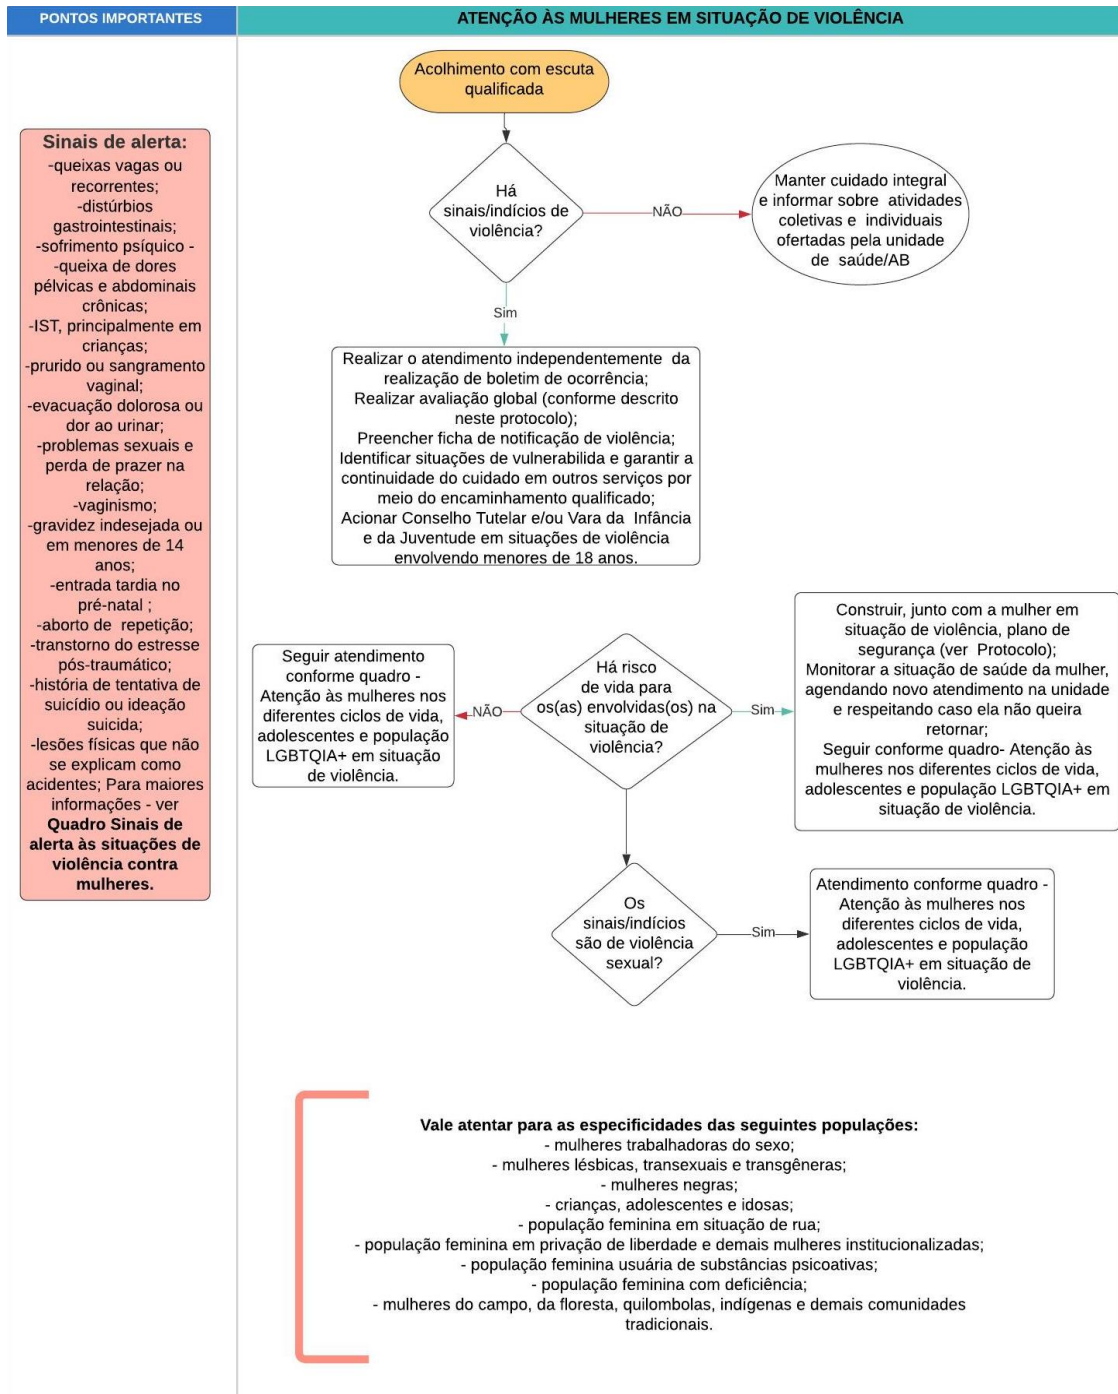 PONTOS IMPORTANTES
ATENÇÃO ÀS MULHERES EM SITUAÇÃO DE VIOLÊNCIA
Sinais de alerta:
-queixas vagas ou
recorrentes;
-distúrbios
gastrointestinais;
-sofrimento psíquico -
-queixa de dores
pélvicas e abdominais
crônicas;
-IST, principalmente em
crianças;
-prurido ou sangramento
vaginal;
-evacuação dolorosa ou
dor ao urinar;
-problemas sexuais e
perda de prazer na
relação;
-vaginismo;
-gravidez indesejada ou
em menores de 14
anos;
-entrada tardia no
pré-natal ;
-aborto de repetição;
-transtorno do estresse
pós-traumático;
-história de tentativa de
suicídio ou ideação
suicida;
-lesões físicas que não
se explicam como
acidentes; Para maiores
informações - ver
Quadro Sinais de
alerta às situações de
violência contra
mulheres.
Acolhimento com escuta
qualificada
Há
sinais/indícios de
violência?
NÃO
Manter cuidado integral
e informar sobre atividades
coletivas e individuais
ofertadas pela unidade
de saúde/AB
Sim
Realizar o atendimento independentemente da
realização de boletim de ocorrência;
Realizar avaliação global (conforme descrito
neste protocolo);
Preencher ficha de notificação de violência;
Identificar situações de vulnerabilida e garantir a
continuidade do cuidado em outros serviços por
meio do encaminhamento qualificado;
Acionar Conselho Tutelar e/ou Vara da Infância
e da Juventude em situações de violência
envolvendo menores de 18 anos.
Há risco
de vida para
os(as) envolvidas(os) na
situação de
violência?
NÃO
Seguir atendimento
conforme quadro -
Atenção às mulheres nos
diferentes ciclos de vida,
adolescentes e população
LGBTQIA+ em situação
de violência.
Sim
Construir, junto com a mulher em
situação de violência, plano de
segurança (ver Protocolo);
Monitorar a situação de saúde da mulher,
agendando novo atendimento na unidade
e respeitando caso ela não queira
retornar;
Seguir conforme quadro- Atenção às
mulheres nos diferentes ciclos de vida,
adolescentes e população LGBTQIA+ em
situação de violência.
Os
sinais/indícios
são de violência
sexual?
Sim
Atendimento conforme quadro -
Atenção às mulheres nos
diferentes ciclos de vida,
adolescentes e população
LGBTQIA+ em situação de
violência.
Vale atentar para as especificidades das seguintes populações:
- mulheres trabalhadoras do sexo;
- mulheres lésbicas, transexuais e transgêneras;
- mulheres negras;
- crianças, adolescentes e idosas;
- população feminina em situação de rua;
- população feminina em privação de liberdade e demais mulheres institucionalizadas;
- população feminina usuária de substâncias psicoativas;
- população feminina com deficiência;
- mulheres do campo, da floresta, quilombolas, indígenas e demais comunidades
tradicionais.